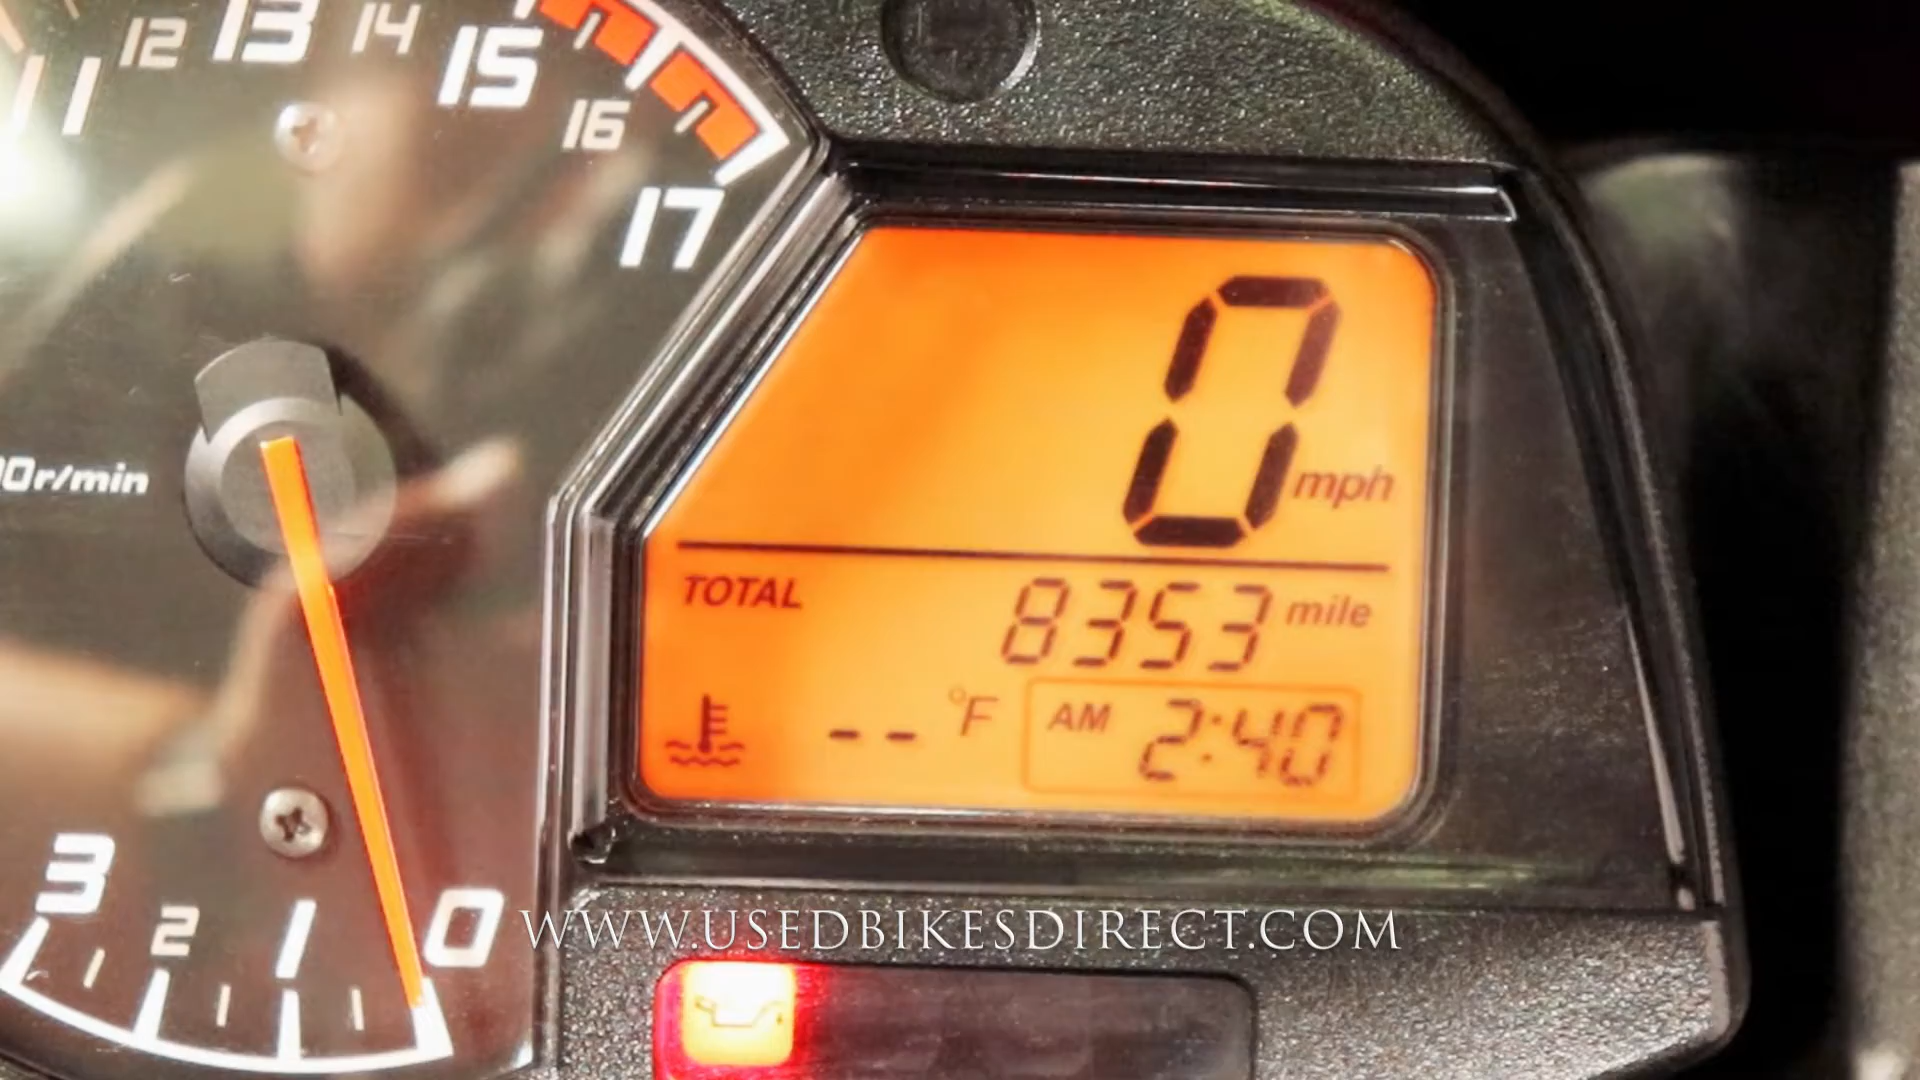 11 12 13 14 15 16 17
0r/min
0 mph
TOTAL 8353 mile
-- °F AM 2:40
3 2 1 0
WWW.USEDBIKESDIRECT.COM